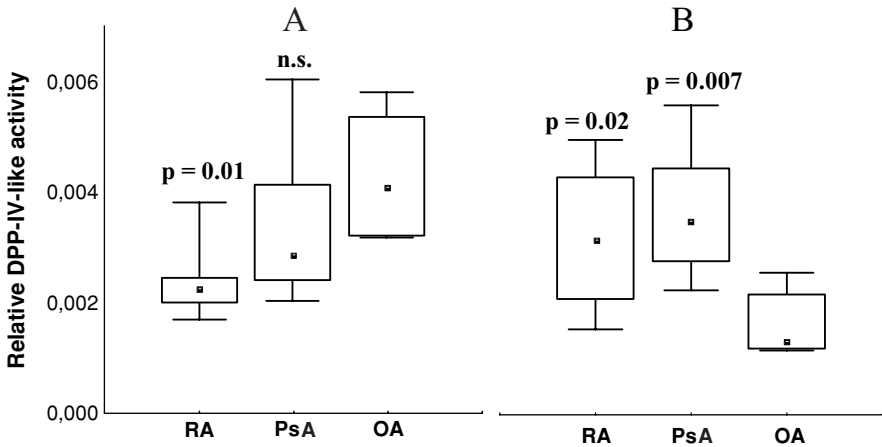 A
B
n.s.
0,006
p = 0.007
p = 0.02
p = 0.01
0,004
0,002
0,000
Relative DPP-IV-like activity
RA PsA OA
RA PsA OA